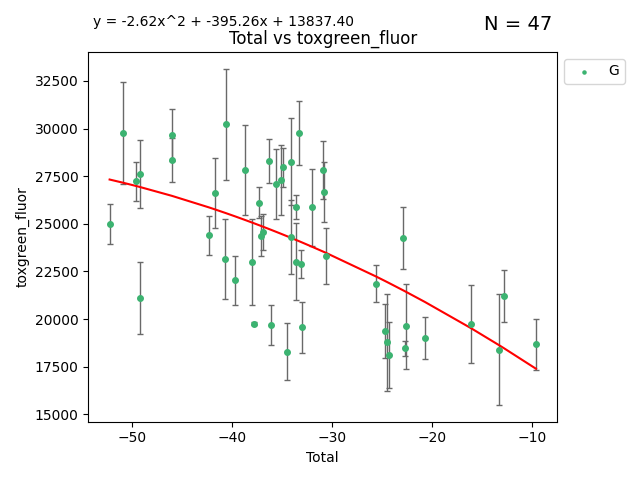 y = -2.62x^2 + -395.26x + 13837.40
N = 47
Total vs toxgreen_fluor
G
32500
30000
27500
25000
22500
20000
17500
15000
toxgreen_fluor
−50
−40
−30
−20
−10
Total